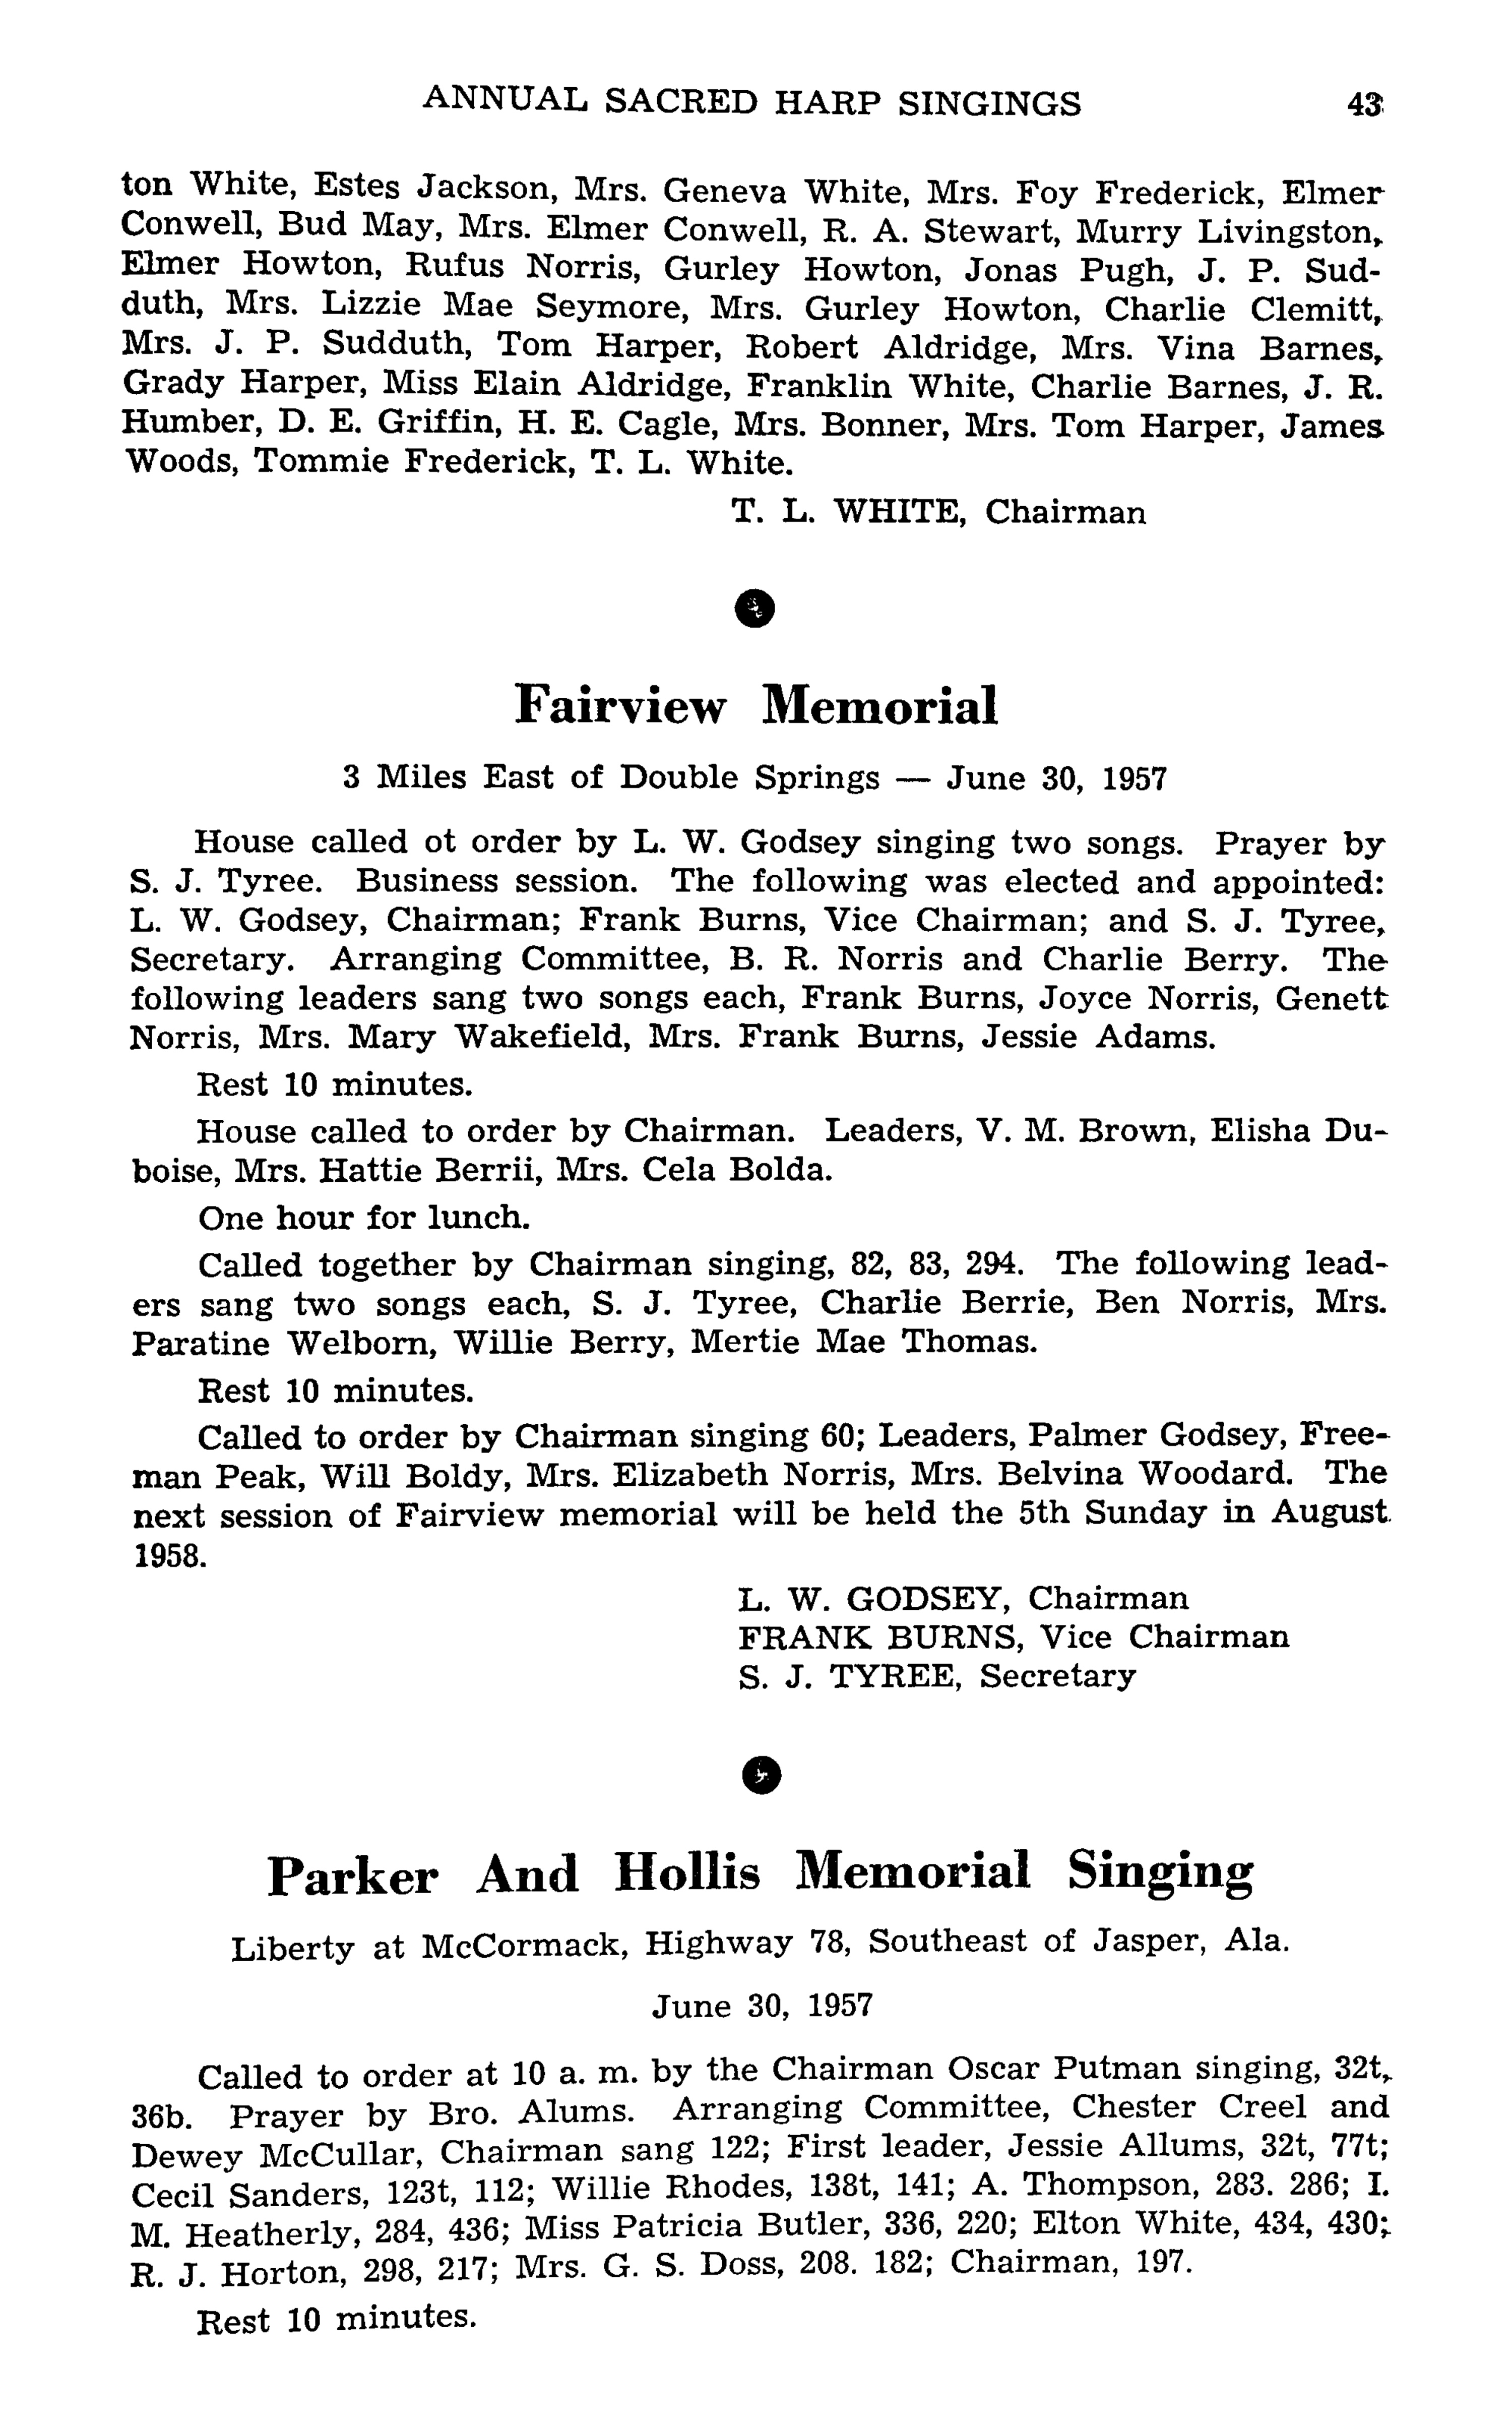 ANNUAL SACRED HARP SINGINGS 43
ton White, Estes Jackson, Mrs. Geneva White, Mrs. Foy Frederick, Elmer
Conwell, Bud May, Mrs. Elmer Conwell, R. A. Stewart, Murry Livingston,
Elmer Howton, Rufus Norris, Gurley Howton, Jonas Pugh, J. P. Sud-
duth, Mrs. Lizzie Mae Seymore, Mrs. Gurley Howton, Charlie Clemitt,
Mrs. J. P. Sudduth, Tom Harper, Robert Aldridge, Mrs. Vina Barnes,
Grady Harper, Miss Elain Aldridge, Franklin White, Charlie Barnes, J. R.
Humber, D. E. Griffin, H. E. Cagle, Mrs. Bonner, Mrs. Tom Harper, James
Woods, Tommie Frederick, T. L. White.
T. L. WHITE, Chairman
Fairview Memorial
3 Miles East of Double Springs — June 30, 1957
House called ot order by L. W. Godsey singing two songs. Prayer by
S. J. Tyree. Business session. The following was elected and appointed:
L. W. Godsey, Chairman; Frank Burns, Vice Chairman; and S. J. Tyree,
Secretary. Arranging Committee, B. R. Norris and Charlie Berry. The
following leaders sang two songs each, Frank Burns, Joyce Norris, Genett
Norris, Mrs. Mary Wakefield, Mrs. Frank Burns, Jessie Adams.
Rest 10 minutes.
House called to order by Chairman. Leaders, V. M. Brown, Elisha Du-
boise, Mrs. Hattie Berrii, Mrs. Cela Bolda.
One hour for lunch.
Called together by Chairman singing, 82, 83, 294. The following lead-
ers sang two songs each, S. J. Tyree, Charlie Berrie, Ben Norris, Mrs.
Paratine Welborn, Willie Berry, Mertie Mae Thomas.
Rest 10 minutes.
Called to order by Chairman singing 60; Leaders, Palmer Godsey, Free-
man Peak, Will Boldy, Mrs. Elizabeth Norris, Mrs. Belvina Woodard. The
next session of Fairview memorial will be held the 5th Sunday in August
1958.
L. W. GODSEY, Chairman
FRANK BURNS, Vice Chairman
S. J. TYREE, Secretary
Parker And Hollis Memorial Singing
Liberty at McCormack, Highway 78, Southeast of Jasper, Ala.
June 30, 1957
Called to order at 10 a. m. by the Chairman Oscar Putman singing, 32t,
36b. Prayer by Bro. Alums. Arranging Committee, Chester Creel and
Dewey McCullar, Chairman sang 122; First leader, Jessie Allums, 32t, 77t;
Cecil Sanders, 123t, 112; Willie Rhodes, 138t, 141; A. Thompson, 283. 286; I.
M. Heatherly, 284, 436; Miss Patricia Butler, 336, 220; Elton White, 434, 430;
R. J. Horton, 298, 217; Mrs. G. S. Doss, 208. 182; Chairman, 197.
Rest 10 minutes.